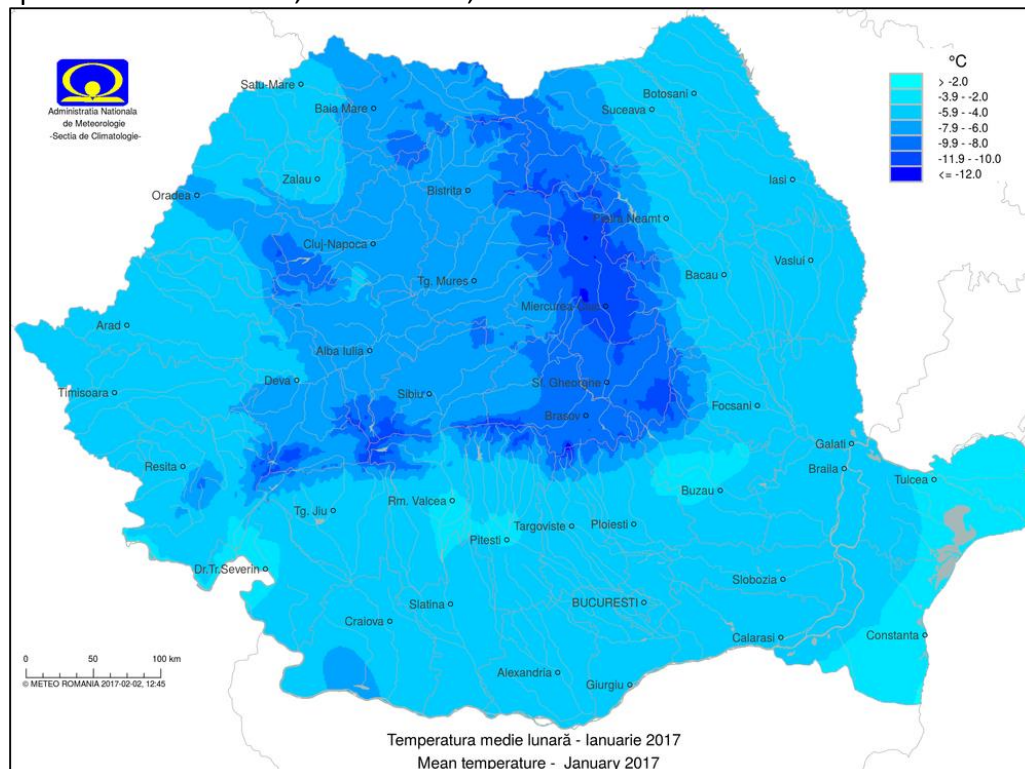 Administratia Nationala
de Meteorologie
-Sectia de Climatologie-
°C
> -2.0
-3.9 - -2.0
-5.9 - -4.0
-7.9 - -6.0
-9.9 - -8.0
-11.9 - -10.0
<= -12.0
Satu-Mare
Baia Mare
Botosani
Suceava
Zalau
Oradea
Bistrita
Iasi
Piatra Neamt
Cluj-Napoca
Tg. Mures
Bacau
Vaslui
Miercurea Ciuc
Arad
Alba Iulia
Deva
Timisoara
Sibiu
Sf. Gheorghe
Brasov
Focsani
Galati
Resita
Braila
Tulcea
Rm. Valcea
Buzau
Tg. Jiu
Targoviste
Ploiesti
Pitesti
Dr.Tr.Severin
Slobozia
Slatina
BUCURESTI
Craiova
Calarasi
Constanta
Alexandria
Giurgiu
0 50 100 km
© METEO ROMANIA 2017-02-02, 12:45
Temperatura medie lunară - Ianuarie 2017
Mean temperature - January 2017